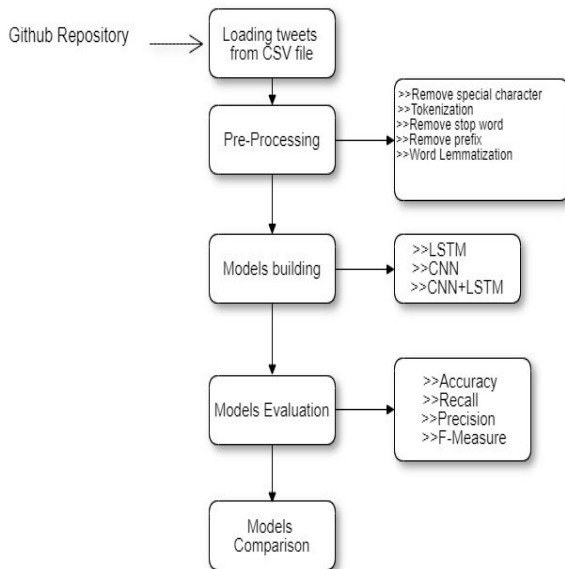 Github Repository
Loading tweets
from CSV file
Pre-Processing
>>Remove special character
>>Tokenization
>>Remove stop word
>>Remove prefix
>>Word Lemmatization
Models building
>>LSTM
>>CNN
>>CNN+LSTM
Models Evaluation
>>Accuracy
>>Recall
>>Precision
>>F-Measure
Models
Comparison